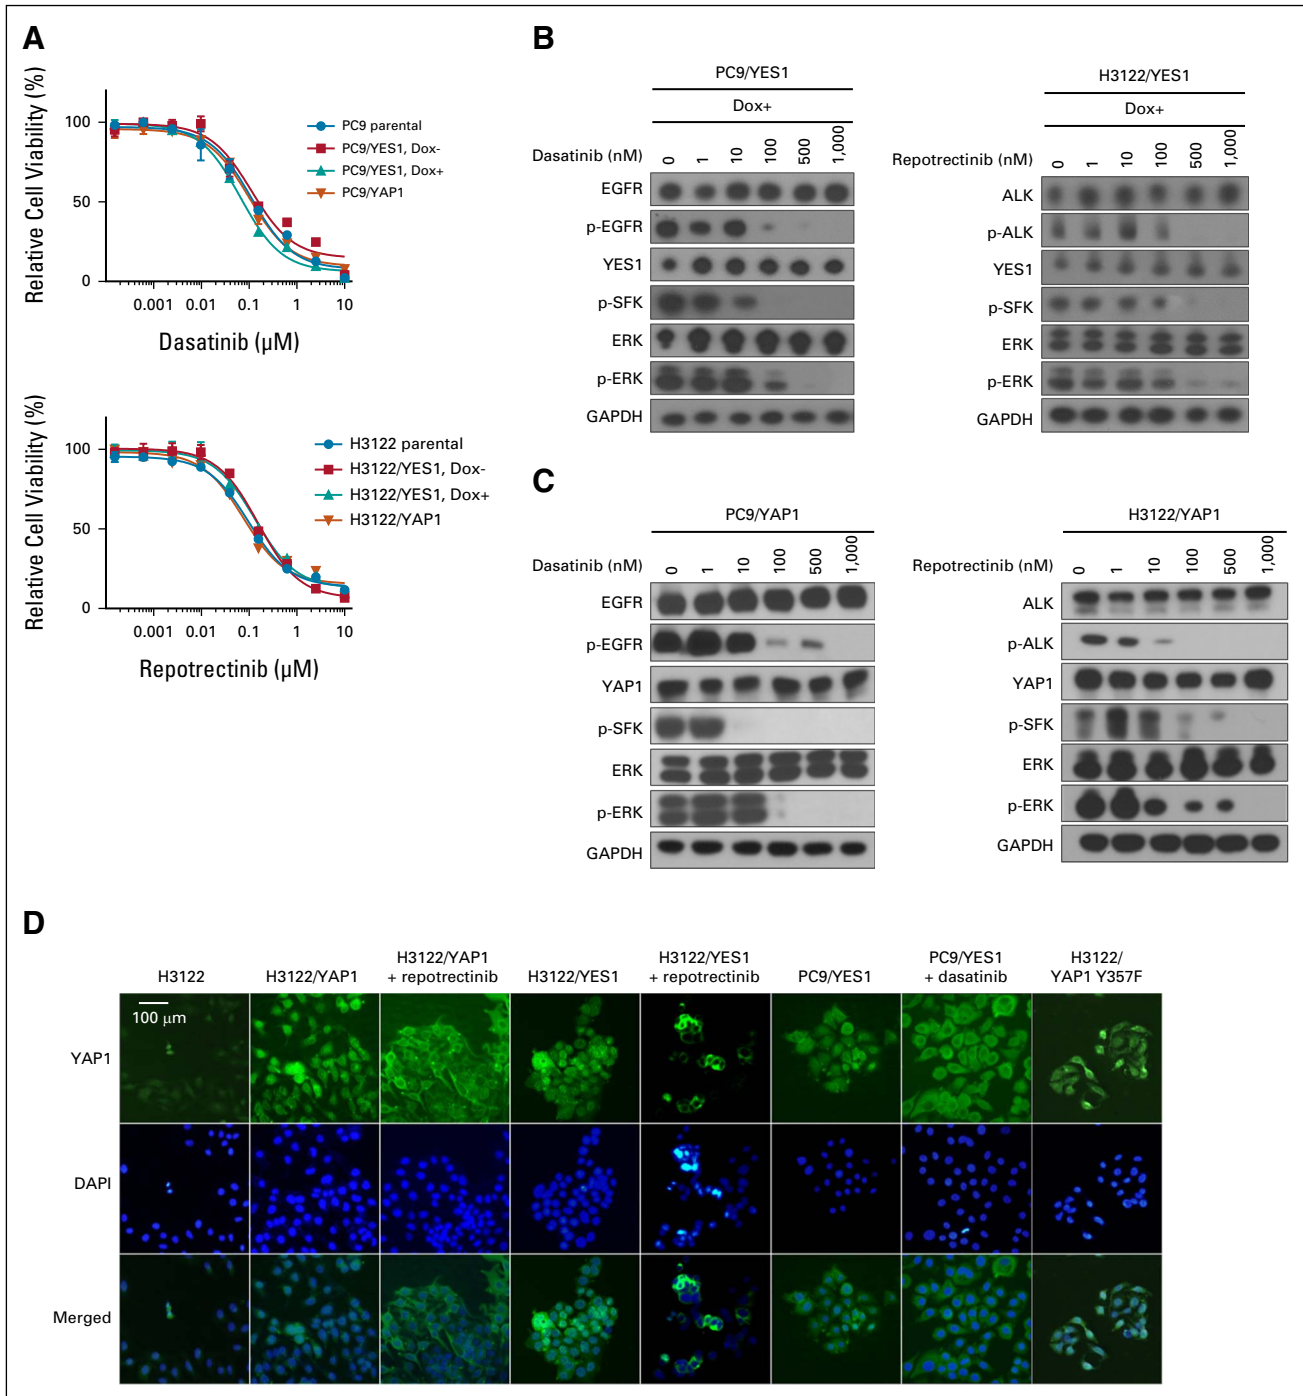 A
Relative Cell Viability (%)
100
50
0
0.001 0.01 0.1 1 10
Dasatinib (µM)
PC9 parental
PC9/YES1, Dox-
PC9/YES1, Dox+
PC9/YAP1
Relative Cell Viability (%)
100
50
0
0.001 0.01 0.1 1 10
Repotrectinib (µM)
H3122 parental
H3122/YES1, Dox-
H3122/YES1, Dox+
H3122/YAP1
B
PC9/YES1
Dox+
Dasatinib (nM) 0 1 10 100 500 1,000
EGFR
p-EGFR
YES1
p-SFK
ERK
p-ERK
GAPDH
H3122/YES1
Dox+
Repotrectinib (nM) 0 1 10 100 500 1,000
ALK
p-ALK
YES1
p-SFK
ERK
p-ERK
GAPDH
C
PC9/YAP1
Dasatinib (nM) 0 1 10 100 500 1,000
EGFR
p-EGFR
YAP1
p-SFK
ERK
p-ERK
GAPDH
H3122/YAP1
Repotrectinib (nM) 0 1 10 100 500 1,000
ALK
p-ALK
YAP1
p-SFK
ERK
p-ERK
GAPDH
D
H3122
H3122/YAP1
H3122/YAP1
+ repotrectinib
H3122/YES1
H3122/YES1
+ repotrectinib
PC9/YES1
PC9/YES1
+ dasatinib
H3122/
YAP1 Y357F
100 µm
YAP1
DAPI
Merged